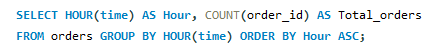 SELECT HOUR(time) AS Hour, COUNT(order_id) AS Total_orders
FROM orders GROUP BY HOUR(time) ORDER BY Hour ASC;